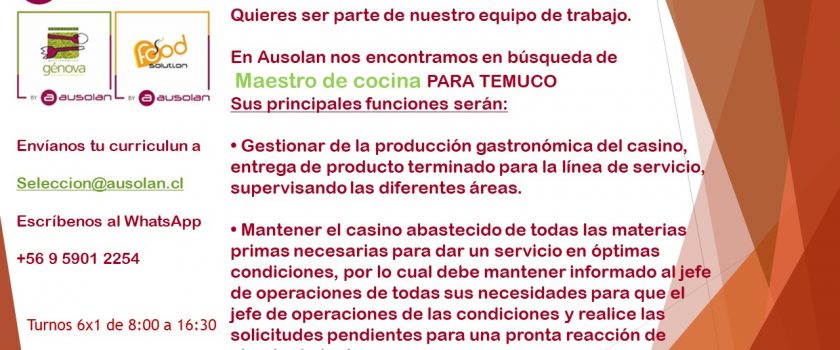 génova
BY ausolan
Food
solution
BY ausolan
Envíanos tu curriculun a
Seleccion@ausolan.cl
Escríbenos al WhatsApp
+56 9 5901 2254
Turnos 6x1 de 8:00 a 16:30
Quieres ser parte de nuestro equipo de trabajo.
En Ausolan nos encontramos en búsqueda de
Maestro de cocina PARA TEMUCO
Sus principales funciones serán:
• Gestionar de la producción gastronómica del casino,
entrega de producto terminado para la línea de servicio,
supervisando las diferentes áreas.
• Mantener el casino abastecido de todas las materias
primas necesarias para dar un servicio en óptimas
condiciones, por lo cual debe mantener informado al jefe
de operaciones de todas sus necesidades para que el
jefe de operaciones de las condiciones y realice las
solicitudes pendientes para una pronta reacción de